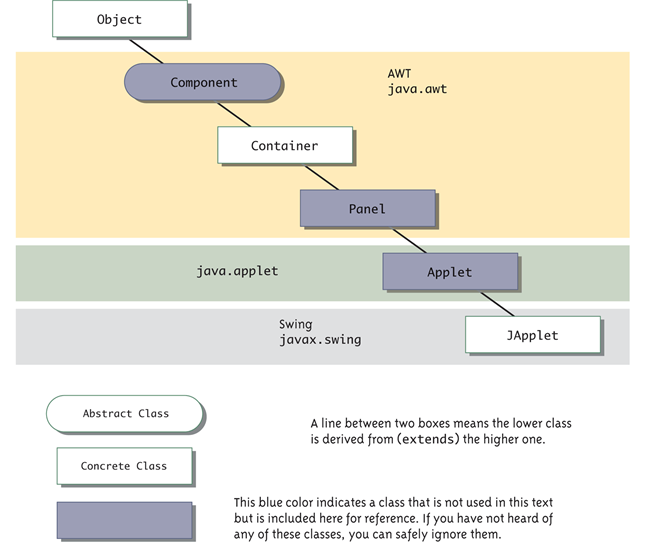 Object
Component
AWT
java.awt
Container
Panel
java.applet
Applet
Swing
javax.swing
JApplet
Abstract Class
A line between two boxes means the lower class
is derived from (extends) the higher one.
Concrete Class
This blue color indicates a class that is not used in this text
but is included here for reference. If you have not heard of
any of these classes, you can safely ignore them.